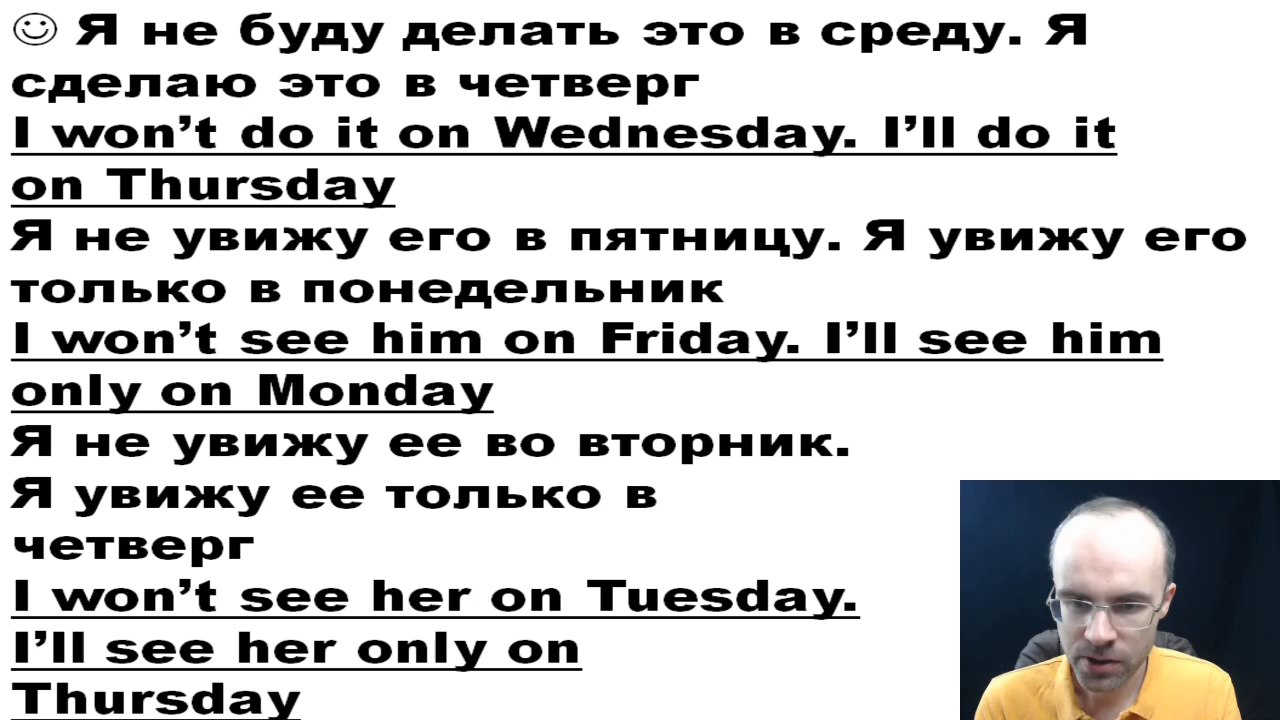 ☺ Я не буду делать это в среду. Я
сделаю это в четверг
I won’t do it on Wednesday. I’ll do it
on Thursday
Я не увижу его в пятницу. Я увижу его
только в понедельник
I won’t see him on Friday. I’ll see him
only on Monday
Я не увижу ее во вторник.
Я увижу ее только в
четверг
I won’t see her on Tuesday.
I’ll see her only on
Thursday